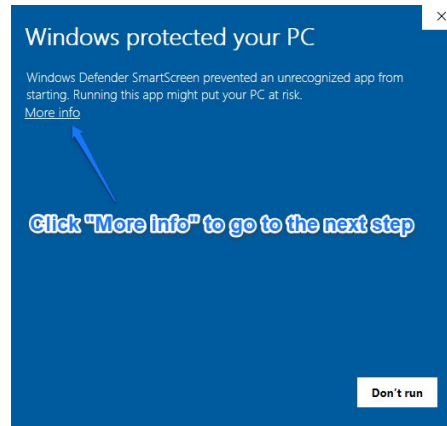 Windows protected your PC
Windows Defender SmartScreen prevented an unrecognized app from
starting. Running this app might put your PC at risk.
More info
Click "More info" to go to the next step
Don't run